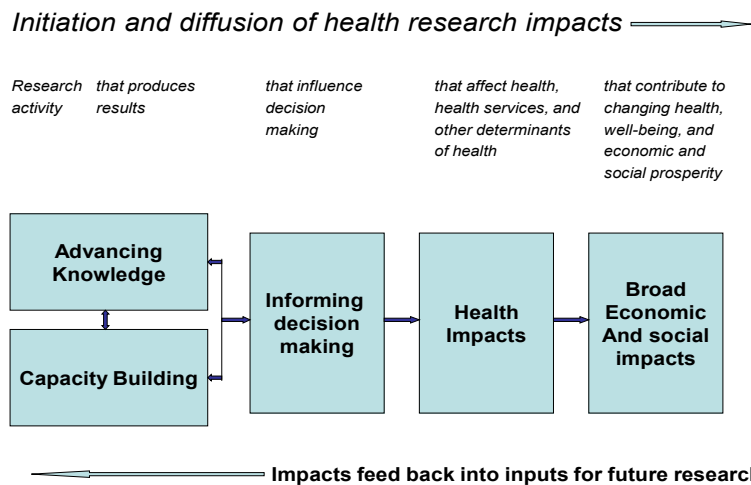 Initiation and diffusion of health research impacts
Research
activity
that produces
results
that influence
decision
making
that affect health,
health services, and
other determinants
of health
that contribute to
changing health,
well-being, and
economic and
social prosperity
Advancing
Knowledge
Capacity Building
Informing
decision
making
Health
Impacts
Broad
Economic
And social
impacts
Impacts feed back into inputs for future research